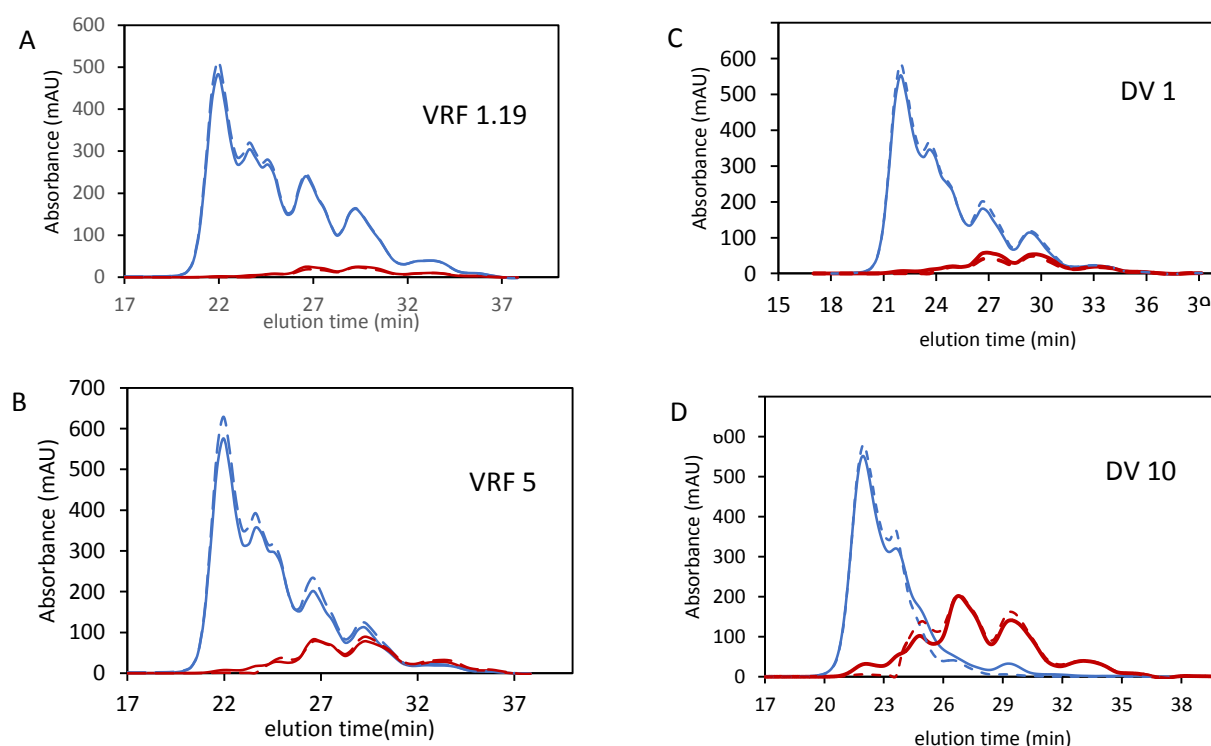 A
Absorbance (mAU)
600
500
400
300
200
100
0
VRF 1.19
17 22 27 32 37
elution time (min)
B
Absorbance (mAU)
700
600
500
400
300
200
100
0
VRF 5
17 22 27 32 37
elution time(min)
C
Absorbance (mAU)
600
500
400
300
200
100
0
DV 1
15 18 21 24 27 30 33 36 39
elution time (min)
D
Absorbance (mAU)
600
500
400
300
200
100
0
DV 10
17 20 23 26 29 32 35 38
elution time (min)